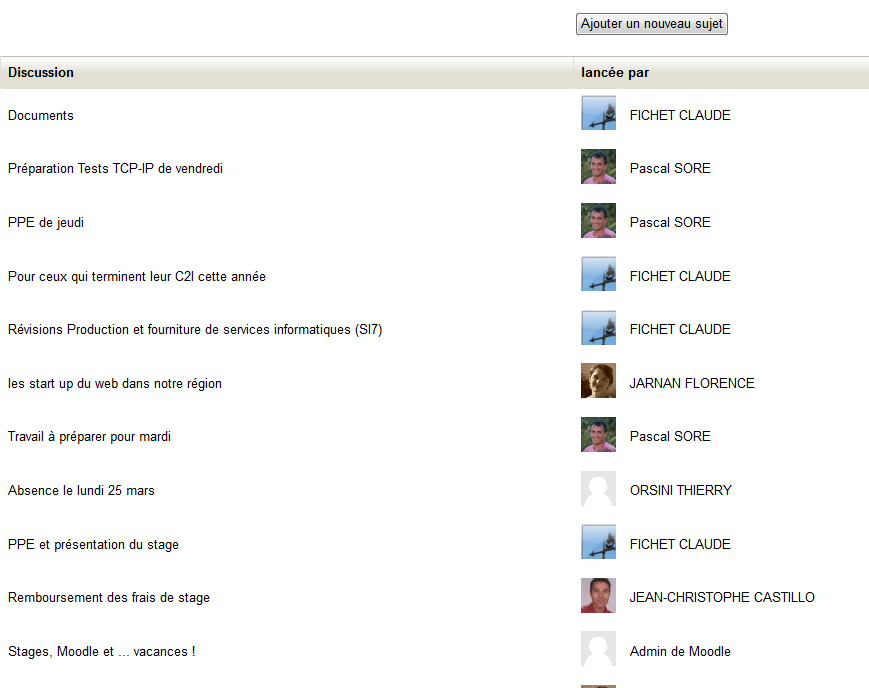 Ajouter un nouveau sujet
Discussion lancée par
Documents FICHET CLAUDE
Préparation Tests TCP-IP de vendredi Pascal SORE
PPE de jeudi Pascal SORE
Pour ceux qui terminent leur C2I cette année FICHET CLAUDE
Révisions Production et fourniture de services informatiques (SI7) FICHET CLAUDE
les start up du web dans notre région JARNAN FLORENCE
Travail à préparer pour mardi Pascal SORE
Absence le lundi 25 mars ORSINI THIERRY
PPE et présentation du stage FICHET CLAUDE
Remboursement des frais de stage JEAN-CHRISTOPHE CASTILLO
Stages, Moodle et ... vacances ! Admin de Moodle